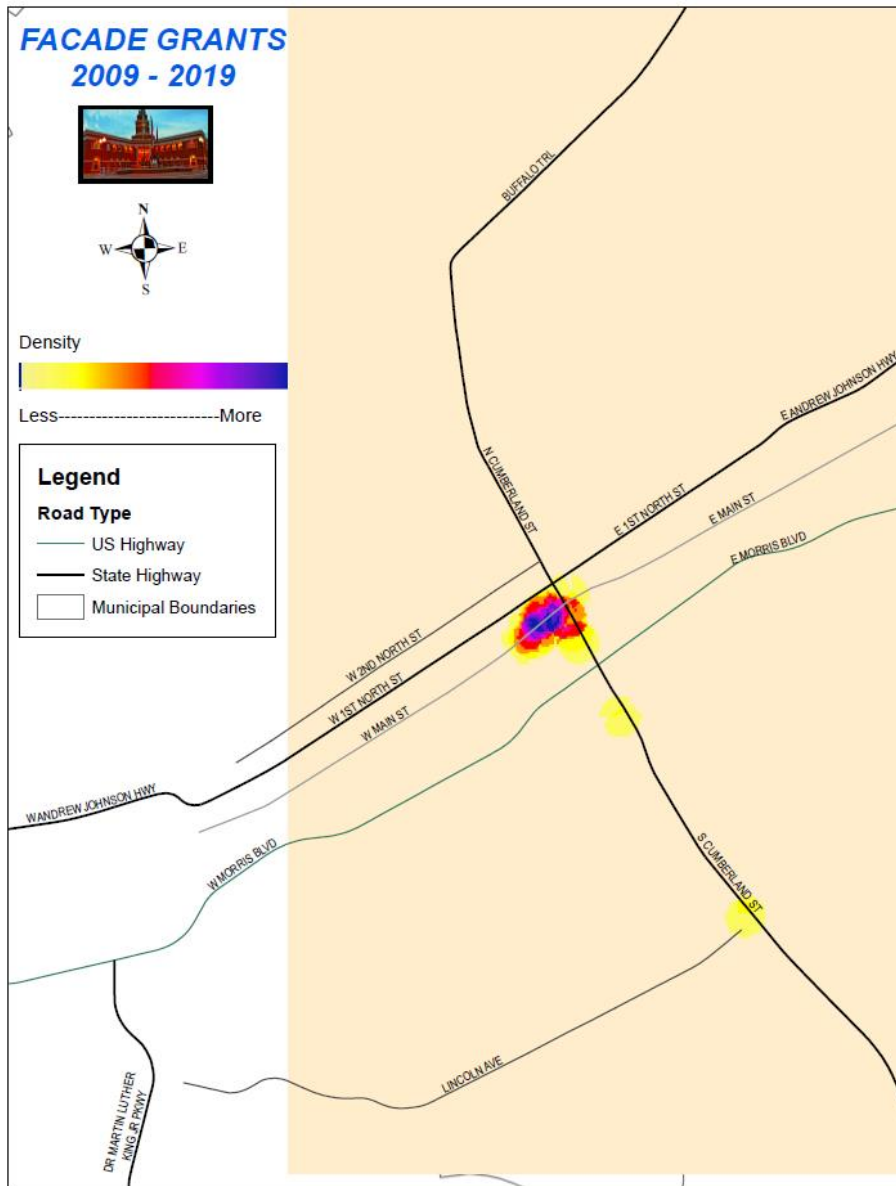 FACADE GRANTS
2009 - 2019
N
W
E
S
Density
Less--------------------------More
Legend
Road Type
US Highway
State Highway
Municipal Boundaries
BUFFALO TRL
E ANDREW JOHNSON HWY
N CUMBERLAND ST
E 1ST NORTH ST
E MAIN ST
E MORRIS BLVD
W 2ND NORTH ST
W 1ST NORTH ST
W MAIN ST
W ANDREW JOHNSON HWY
W MORRIS BLVD
S CUMBERLAND ST
LINCOLN AVE
DR MARTIN LUTHER
KING JR PKWY